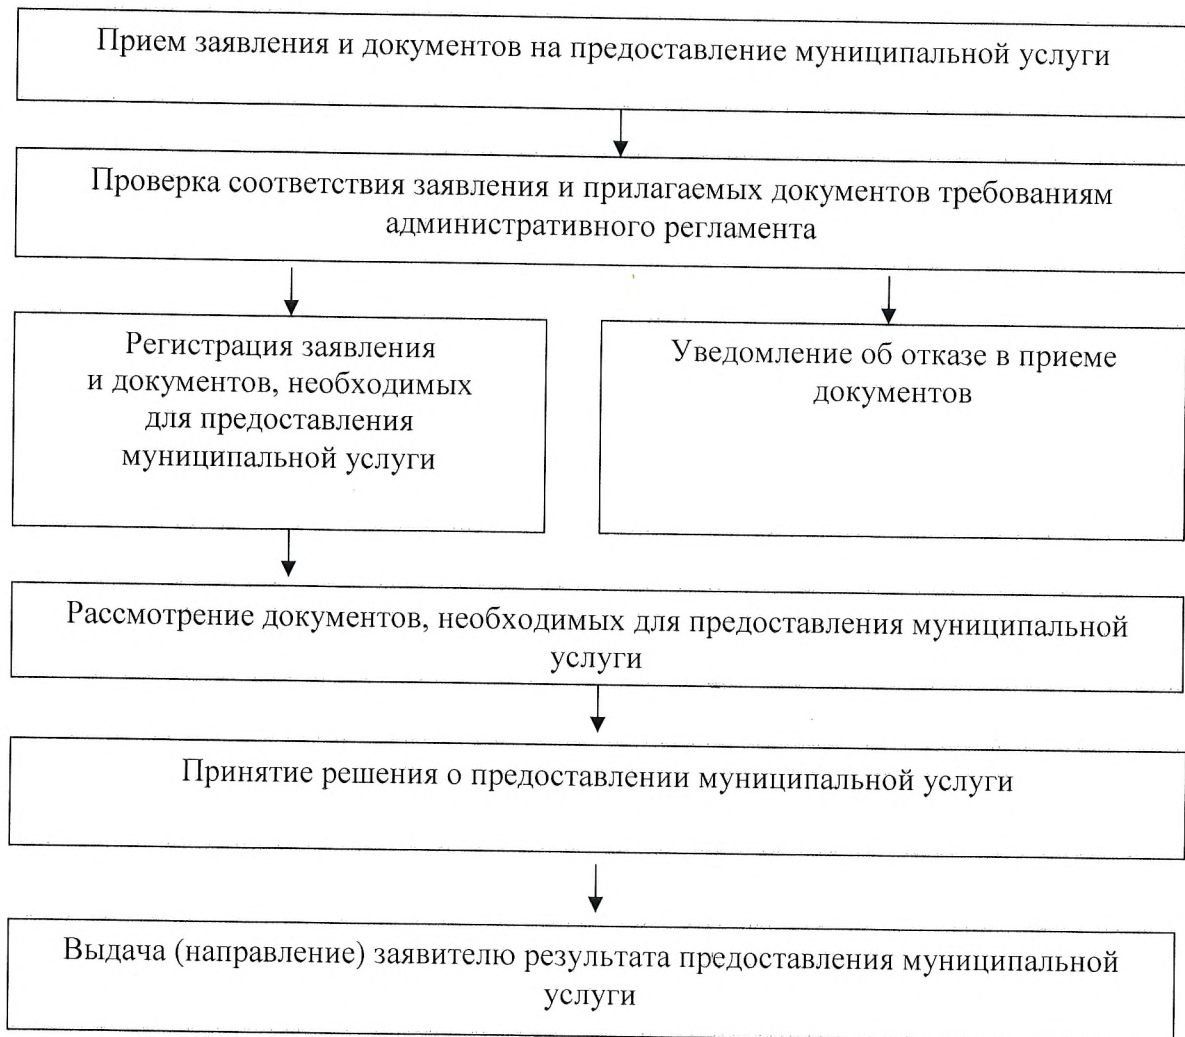 Прием заявления и документов на предоставление муниципальной услуги
Проверка соответствия заявления и прилагаемых документов требованиям
административного регламента
Регистрация заявления
и документов, необходимых
для предоставления
муниципальной услуги
Уведомление об отказе в приеме
документов
Рассмотрение документов, необходимых для предоставления муниципальной
услуги
Принятие решения о предоставлении муниципальной услуги
Выдача (направление) заявителю результата предоставления муниципальной
услуги